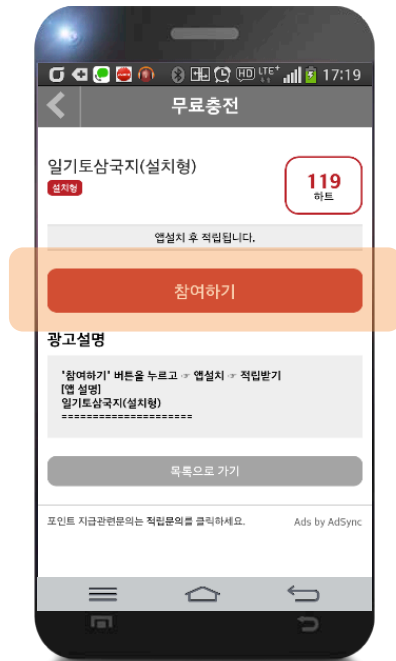 HD LTE+ 17:19
무료충전
일기토삼국지(설치형)
설치형
119
하트
앱설치 후 적립됩니다.
참여하기
광고설명
'참여하기' 버튼을 누르고 ☞ 앱설치 ☞ 적립받기
[앱 설명]
일기토삼국지(설치형)
=====================
목록으로 가기
포인트 지급관련문의는 적립문의를 클릭하세요. Ads by AdSync